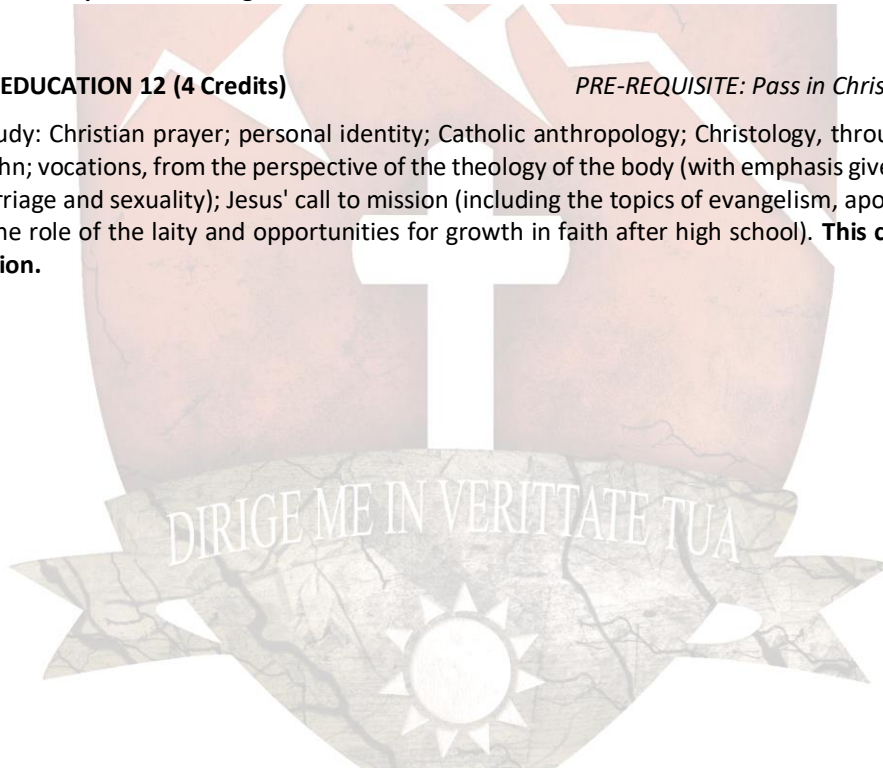 EDUCATION 12 (4 Credits) PRE-REQUISITE: Pass in Chris
udy: Christian prayer; personal identity; Catholic anthropology; Christology, throu
hn; vocations, from the perspective of the theology of the body (with emphasis give
rriage and sexuality); Jesus' call to mission (including the topics of evangelism, apo
ne role of the laity and opportunities for growth in faith after high school). This c
ion.
DIRIGE ME IN VERITTATE TUA